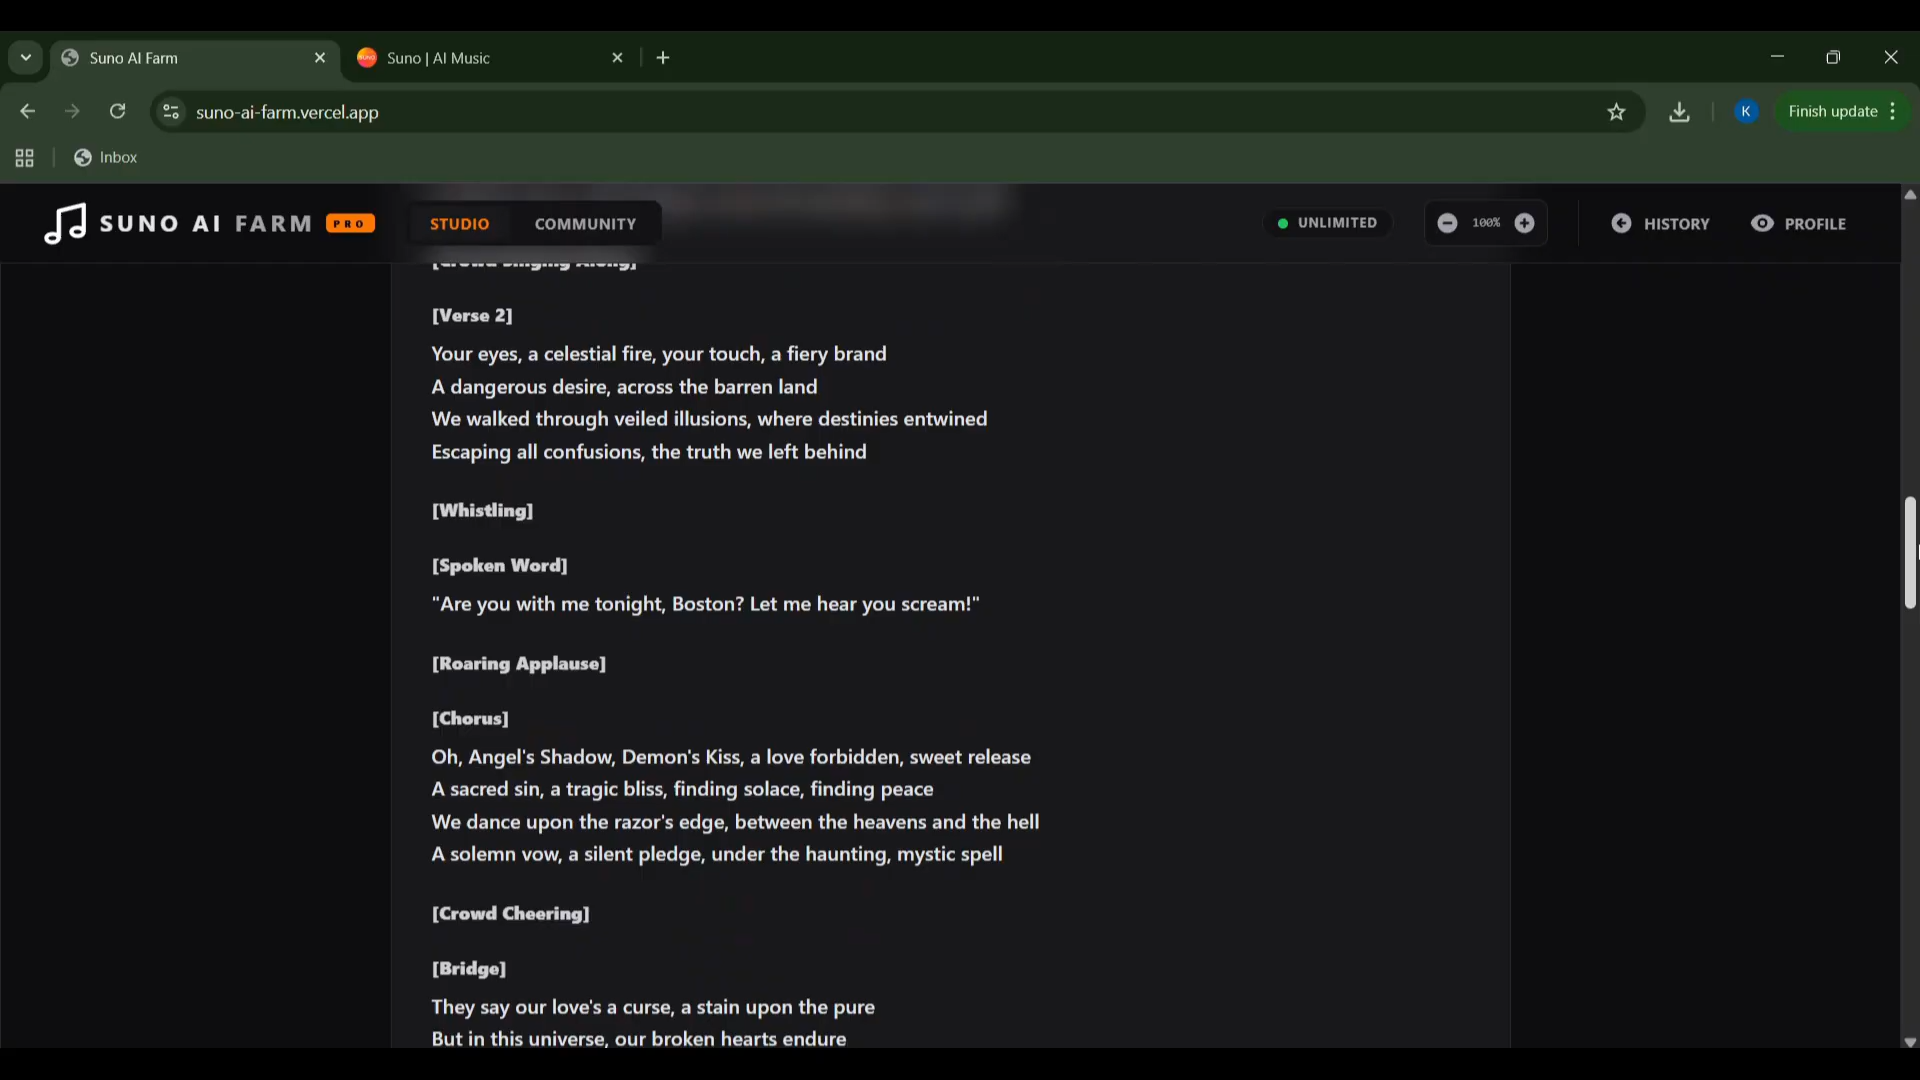 Suno AI Farm
Suno | AI Music
suno-ai-farm.vercel.app
K
Finish update
Inbox
SUNO AI FARM PRO
STUDIO
COMMUNITY
UNLIMITED
100%
HISTORY
PROFILE
[Crowd Singing Along]
[Verse 2]
Your eyes, a celestial fire, your touch, a fiery brand
A dangerous desire, across the barren land
We walked through veiled illusions, where destinies entwined
Escaping all confusions, the truth we left behind
[Whistling]
[Spoken Word]
"Are you with me tonight, Boston? Let me hear you scream!"
[Roaring Applause]
[Chorus]
Oh, Angel's Shadow, Demon's Kiss, a love forbidden, sweet release
A sacred sin, a tragic bliss, finding solace, finding peace
We dance upon the razor's edge, between the heavens and the hell
A solemn vow, a silent pledge, under the haunting, mystic spell
[Crowd Cheering]
[Bridge]
They say our love's a curse, a stain upon the pure
But in this universe, our broken hearts endure